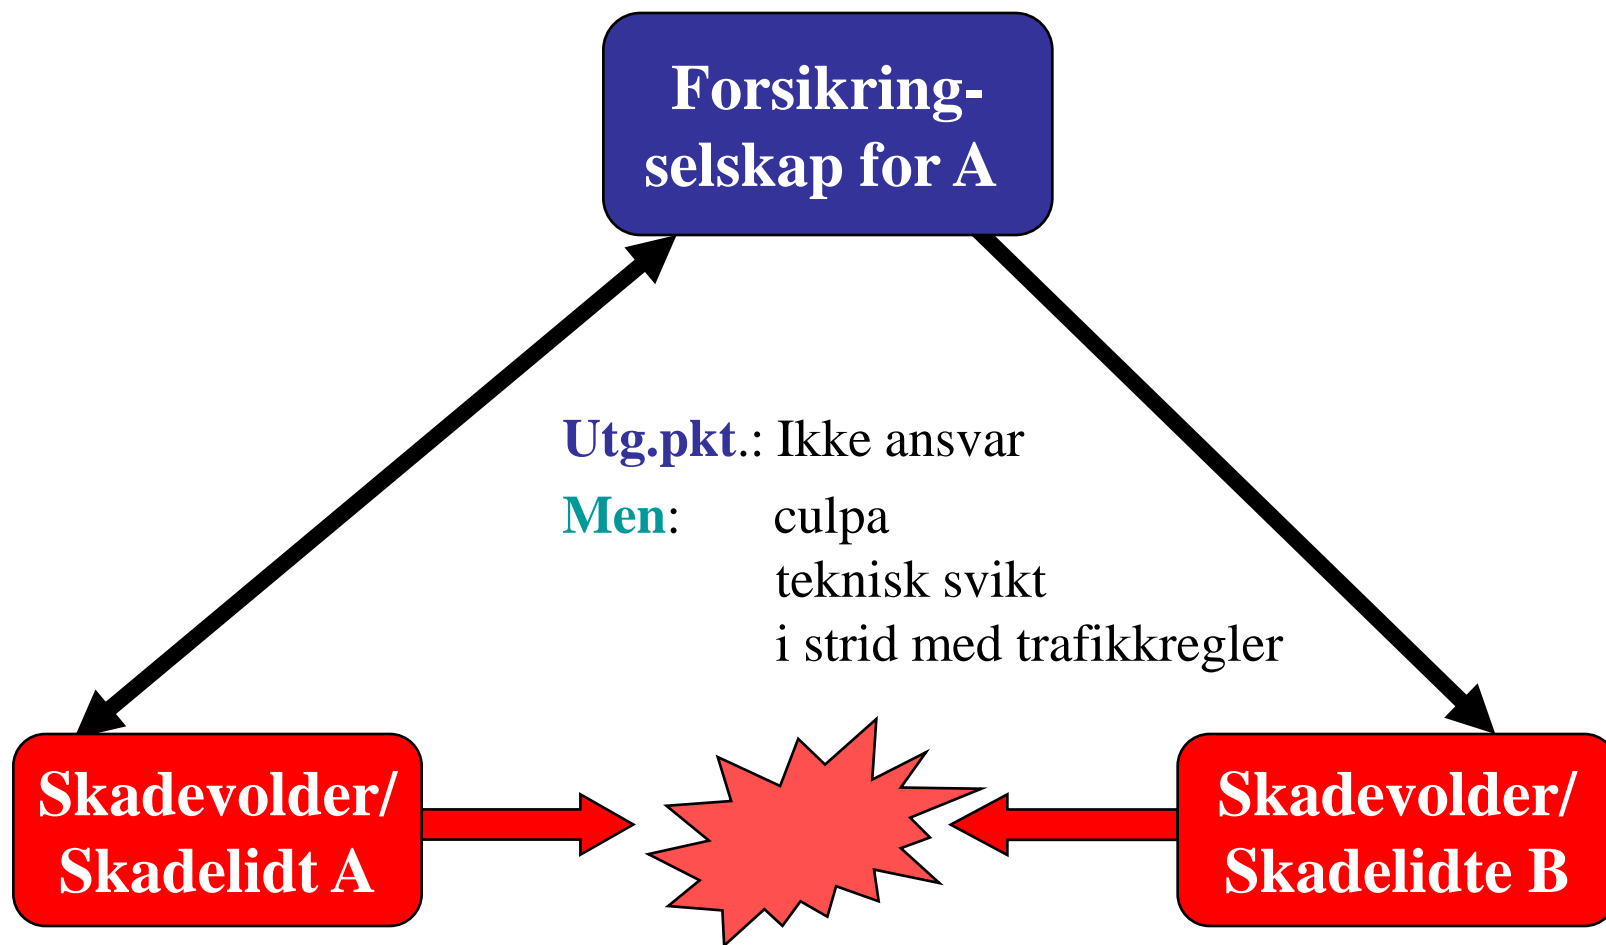 Forsikring-
selskap for A
Utg.pkt.: Ikke ansvar
Men: culpa
teknisk svikt
i strid med trafikkregler
Skadevolder/
Skadelidt A
Skadevolder/
Skadelidte B